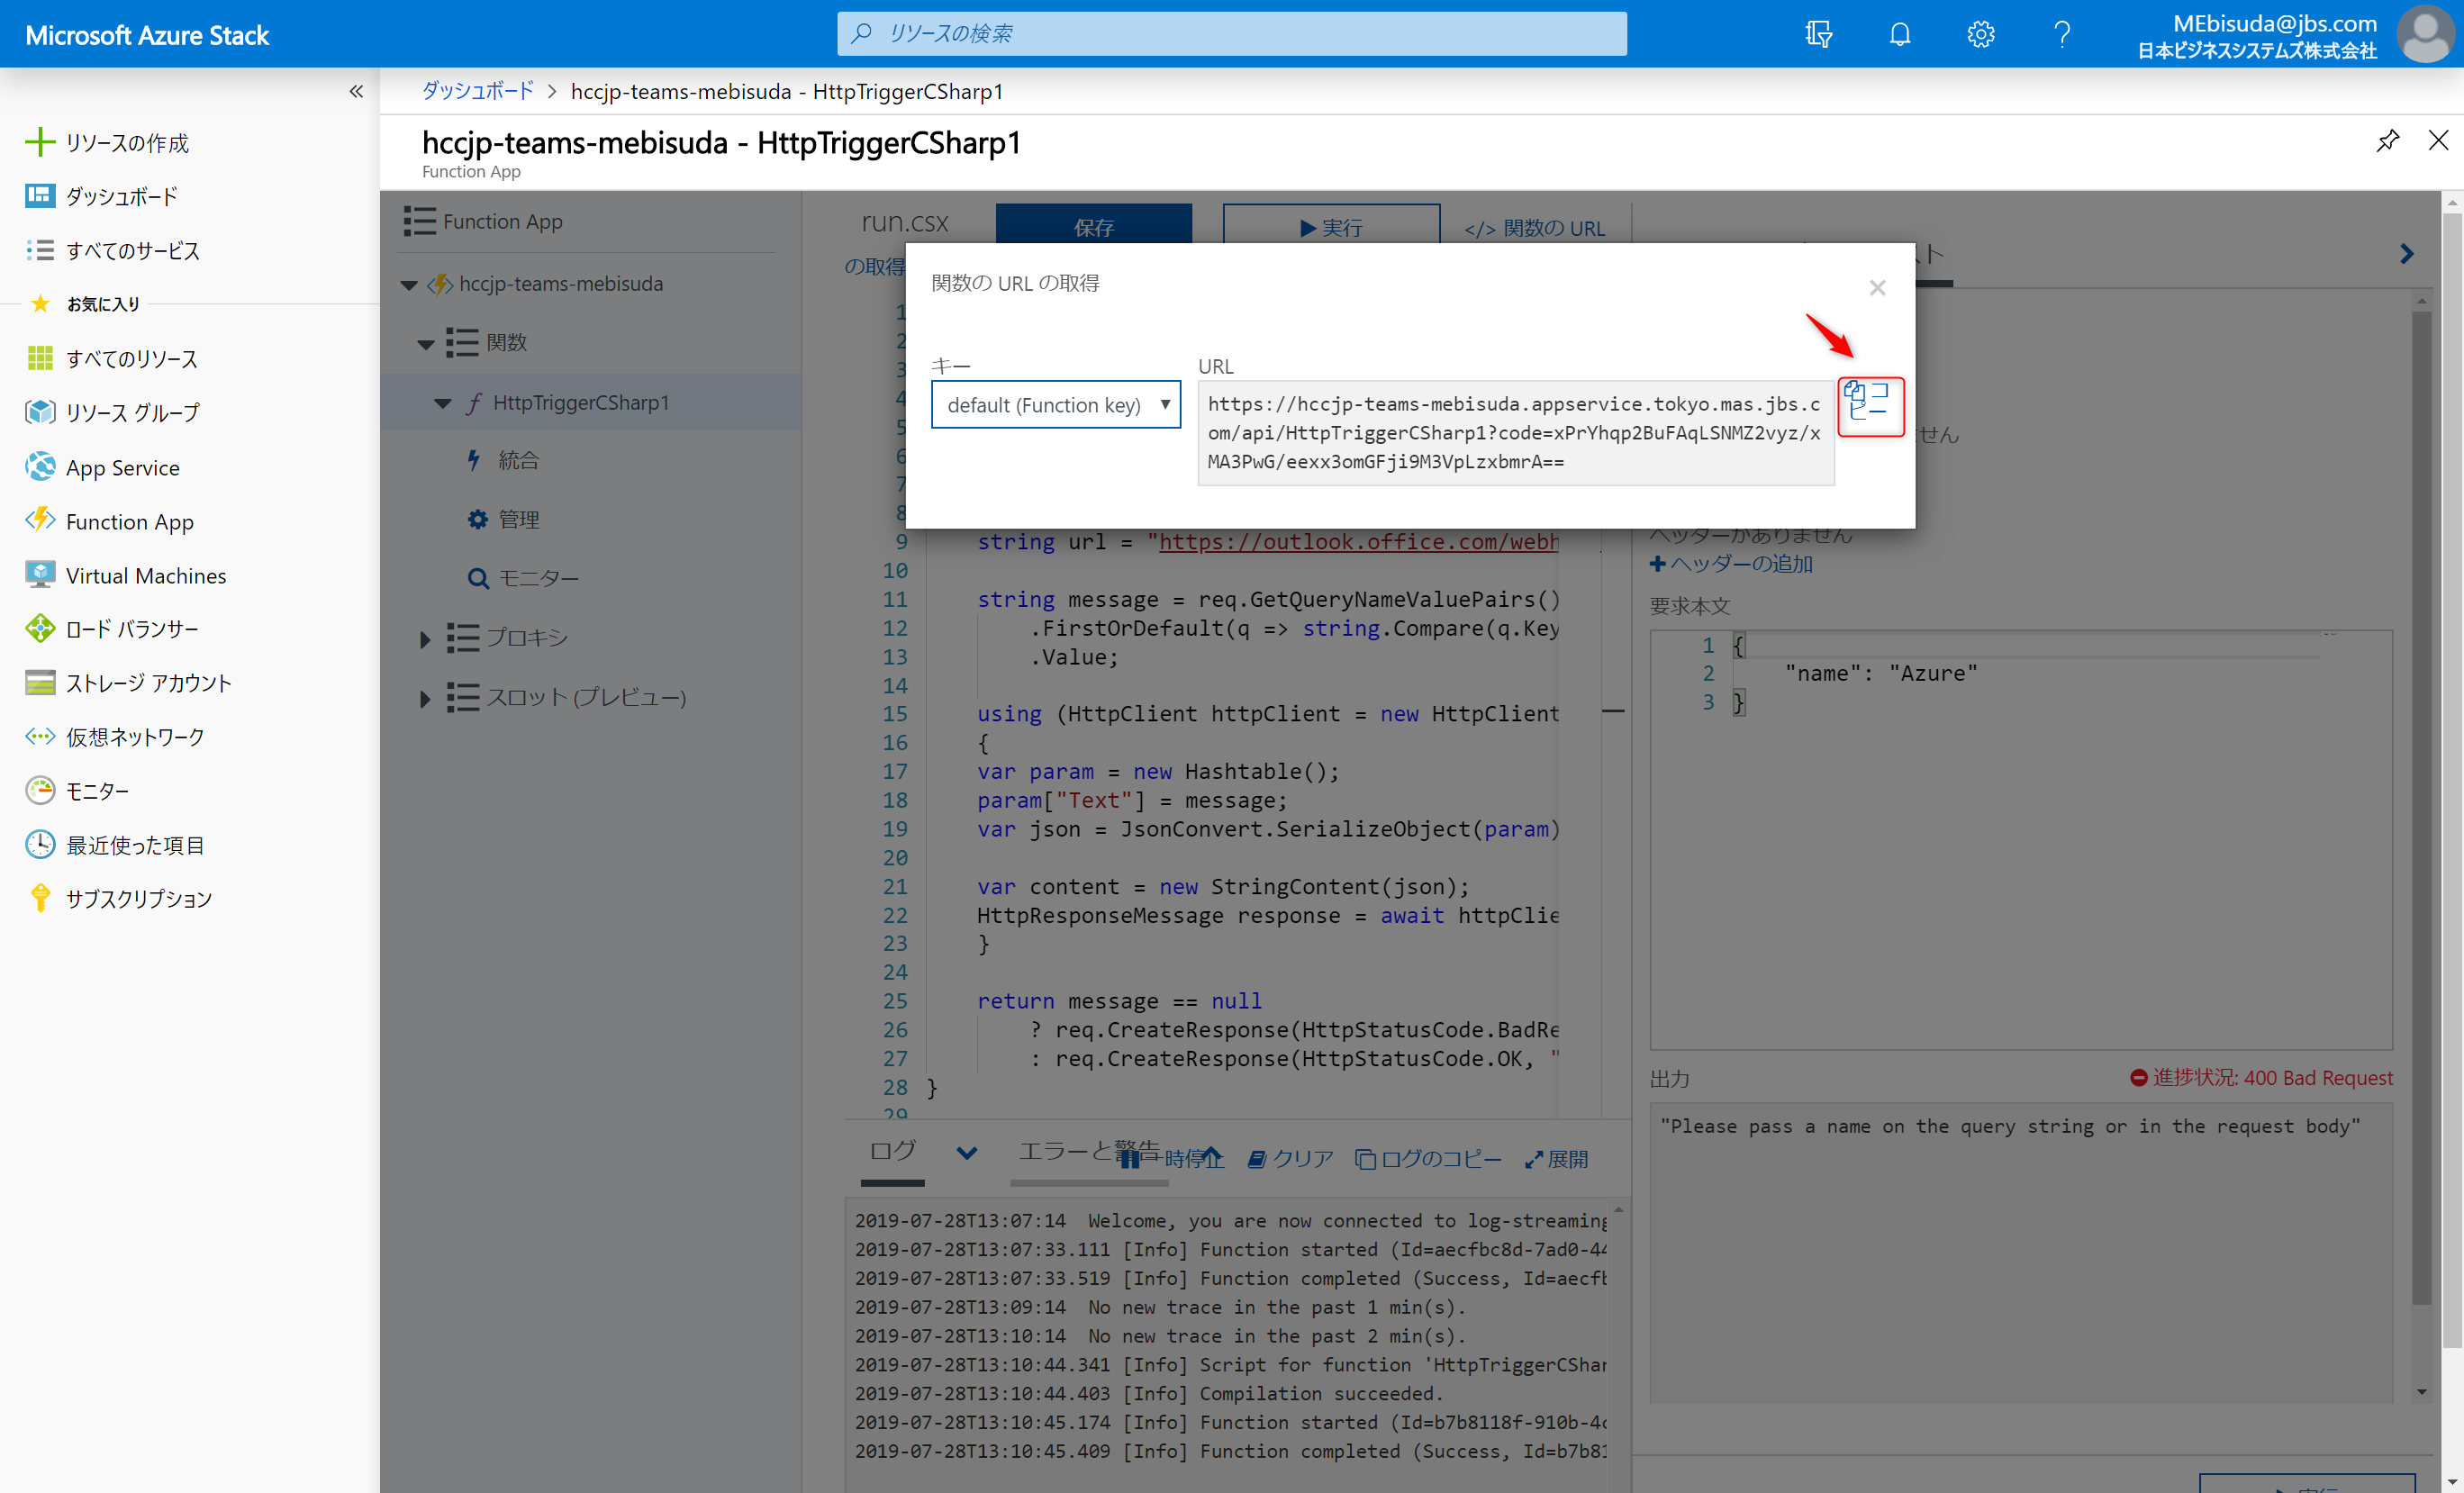 Microsoft Azure Stack
リソースの検索
MEbisuda@jbs.com
日本ビジネスシステムズ株式会社
«
リソースの作成
ダッシュボード
すべてのサービス
お気に入り
すべてのリソース
リソース グループ
App Service
Function App
Virtual Machines
ロード バランサー
ストレージ アカウント
仮想ネットワーク
モニター
最近使った項目
サブスクリプション
ダッシュボード > hccjp-teams-mebisuda - HttpTriggerCSharp1
hccjp-teams-mebisuda - HttpTriggerCSharp1
Function App
Function App
hccjp-teams-mebisuda
関数
HttpTriggerCSharp1
統合
管理
モニター
プロキシ
スロット (プレビュー)
run.csx
保存
▶ 実行
</> 関数の URL
の取得
関数の URL の取得
×
キー
default (Function key)
URL
https://hccjp-teams-mebisuda.appservice.tokyo.mas.jbs.c
om/api/HttpTriggerCSharp1?code=xPrYhqp2BuFAqLSNMZ2vyz/x
MA3PwG/eexx3omGFji9M3VpLzxbmrA==
コ
ピー
1
2
3
4
5
6
7
8
9 string url = "https://outlook.office.com/webh
10
11 string message = req.GetQueryNameValuePairs()
12 .FirstOrDefault(q => string.Compare(q.Key
13 .Value;
14
15 using (HttpClient httpClient = new HttpClient
16 {
17 var param = new Hashtable();
18 param["Text"] = message;
19 var json = JsonConvert.SerializeObject(param)
20
21 var content = new StringContent(json);
22 HttpResponseMessage response = await httpClie
23 }
24
25 return message == null
26 ? req.CreateResponse(HttpStatusCode.BadRe
27 : req.CreateResponse(HttpStatusCode.OK, "
28 }
29
ログ
エラーと警告
一時停止
クリア
ログのコピー
展開
2019-07-28T13:07:14 Welcome, you are now connected to log-streaming
2019-07-28T13:07:33.111 [Info] Function started (Id=aecfbc8d-7ad0-44
2019-07-28T13:07:33.519 [Info] Function completed (Success, Id=aecfb
2019-07-28T13:09:14 No new trace in the past 1 min(s).
2019-07-28T13:10:14 No new trace in the past 2 min(s).
2019-07-28T13:10:44.341 [Info] Script for function 'HttpTriggerCShar
2019-07-28T13:10:44.403 [Info] Compilation succeeded.
2019-07-28T13:10:45.174 [Info] Function started (Id=b7b8118f-910b-4c
2019-07-28T13:10:45.409 [Info] Function completed (Success, Id=b7b81
ト
せん
ヘッダーがありません
ヘッダーの追加
要求本文
1 {
2 "name": "Azure"
3 }
出力
進捗状況: 400 Bad Request
"Please pass a name on the query string or in the request body"
▶ 実行